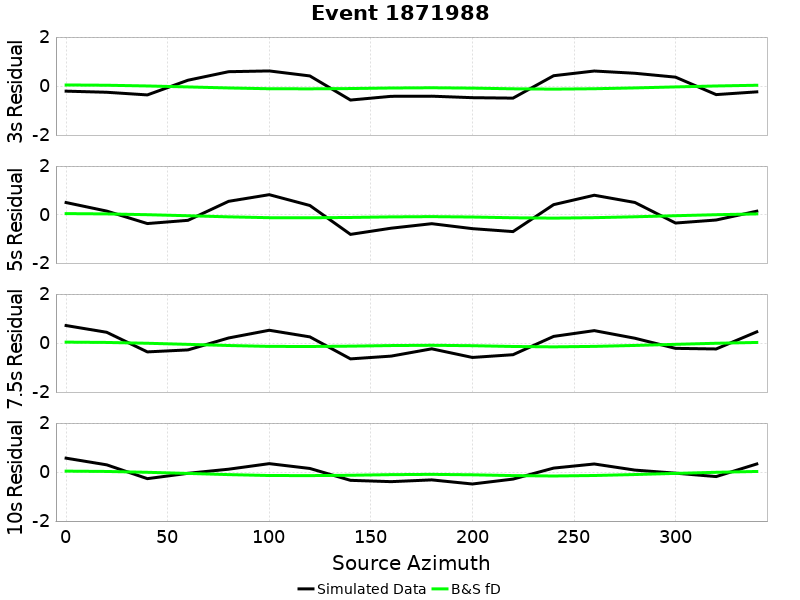 Event 1871988
3s Residual
2
0
-2
5s Residual
2
0
-2
7.5s Residual
2
0
-2
10s Residual
2
0
-2
0 50 100 150 200 250 300
Source Azimuth
Simulated Data B&S fD